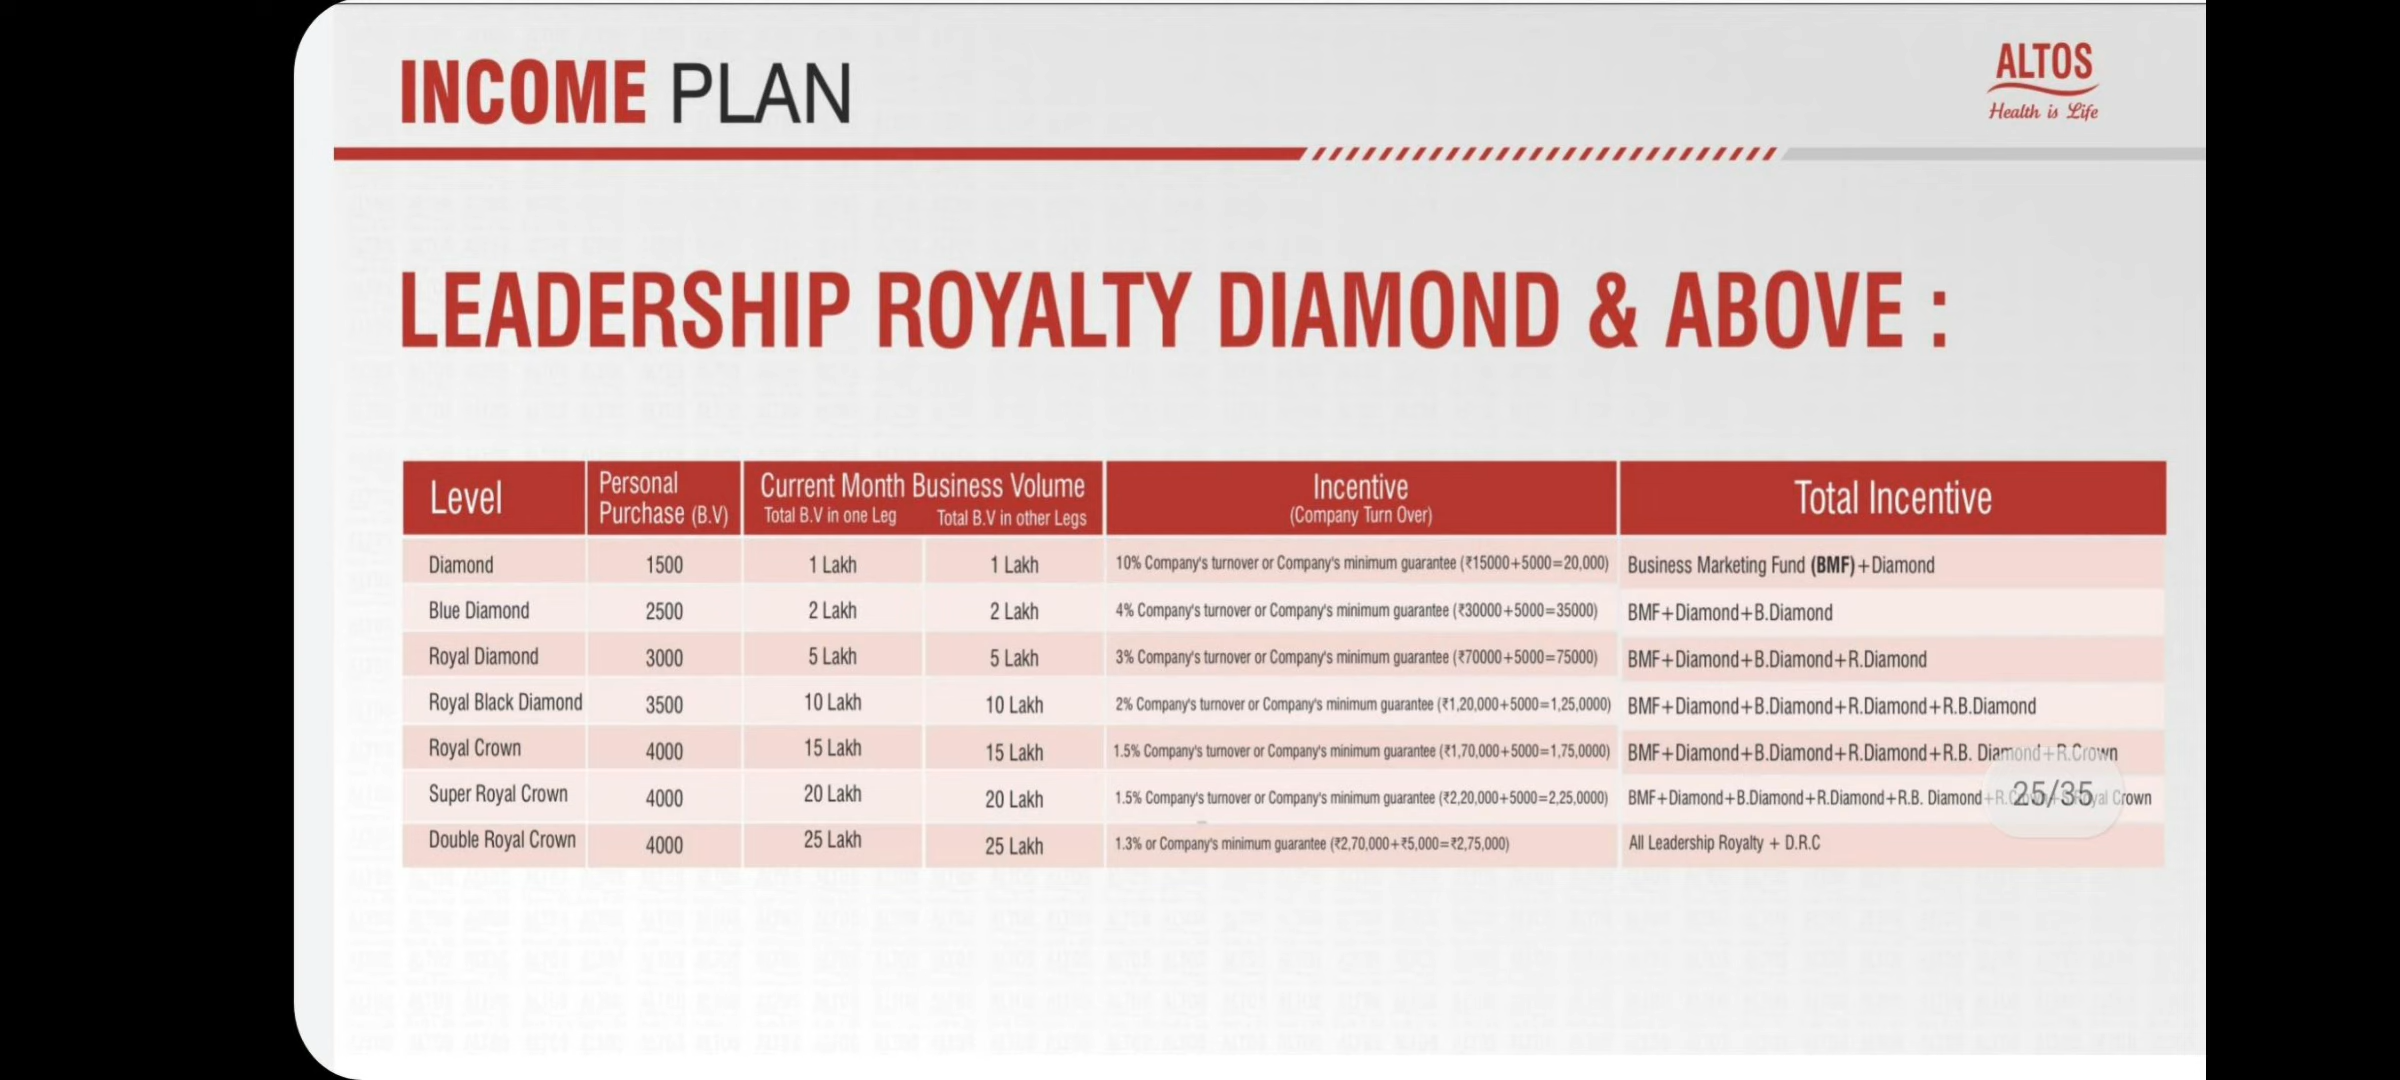 INCOME PLAN
ALTOS
Health is Life
LEADERSHIP ROYALTY DIAMOND & ABOVE :
Level Personal Purchase (B.V) Current Month Business Volume Total B.V in one Leg Total B.V in other Legs Incentive (Company Turn Over) Total Incentive
Diamond 1500 1 Lakh 1 Lakh 10% Company's turnover or Company's minimum guarantee (₹15000+5000=20,000) Business Marketing Fund (BMF)+Diamond
Blue Diamond 2500 2 Lakh 2 Lakh 4% Company's turnover or Company's minimum guarantee (₹30000+5000=35000) BMF+Diamond+B.Diamond
Royal Diamond 3000 5 Lakh 5 Lakh 3% Company's turnover or Company's minimum guarantee (₹70000+5000=75000) BMF+Diamond+B.Diamond+R.Diamond
Royal Black Diamond 3500 10 Lakh 10 Lakh 2% Company's turnover or Company's minimum guarantee (₹1,20,000+5000=1,25,0000) BMF+Diamond+B.Diamond+R.Diamond+R.B.Diamond
Royal Crown 4000 15 Lakh 15 Lakh 1.5% Company's turnover or Company's minimum guarantee (₹1,70,000+5000=1,75,0000) BMF+Diamond+B.Diamond+R.Diamond+R.B. Diamond+R.Crown
Super Royal Crown 4000 20 Lakh 20 Lakh 1.5% Company's turnover or Company's minimum guarantee (₹2,20,000+5000=2,25,0000) BMF+Diamond+B.Diamond+R.Diamond+R.B. Diamond Crown
25/35
Double Royal Crown 4000 25 Lakh 25 Lakh 1.3% or Company's minimum guarantee (₹2,70,000+₹5,000=₹2,75,000) All Leadership Royalty + D.R.C